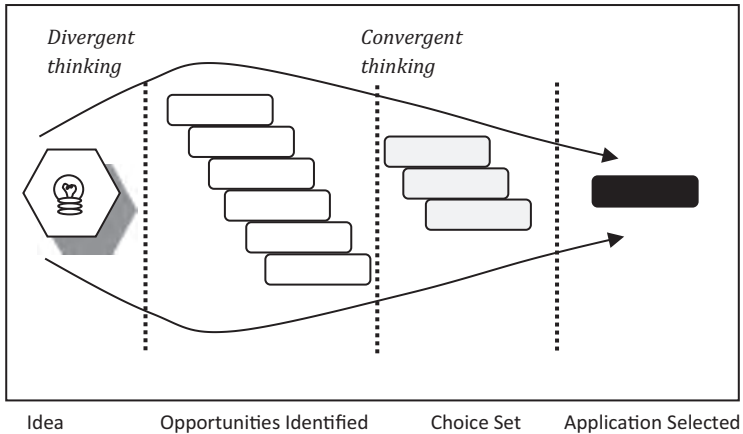 Divergent
thinking
Convergent
thinking
Idea
Opportunities Identified
Choice Set
Application Selected